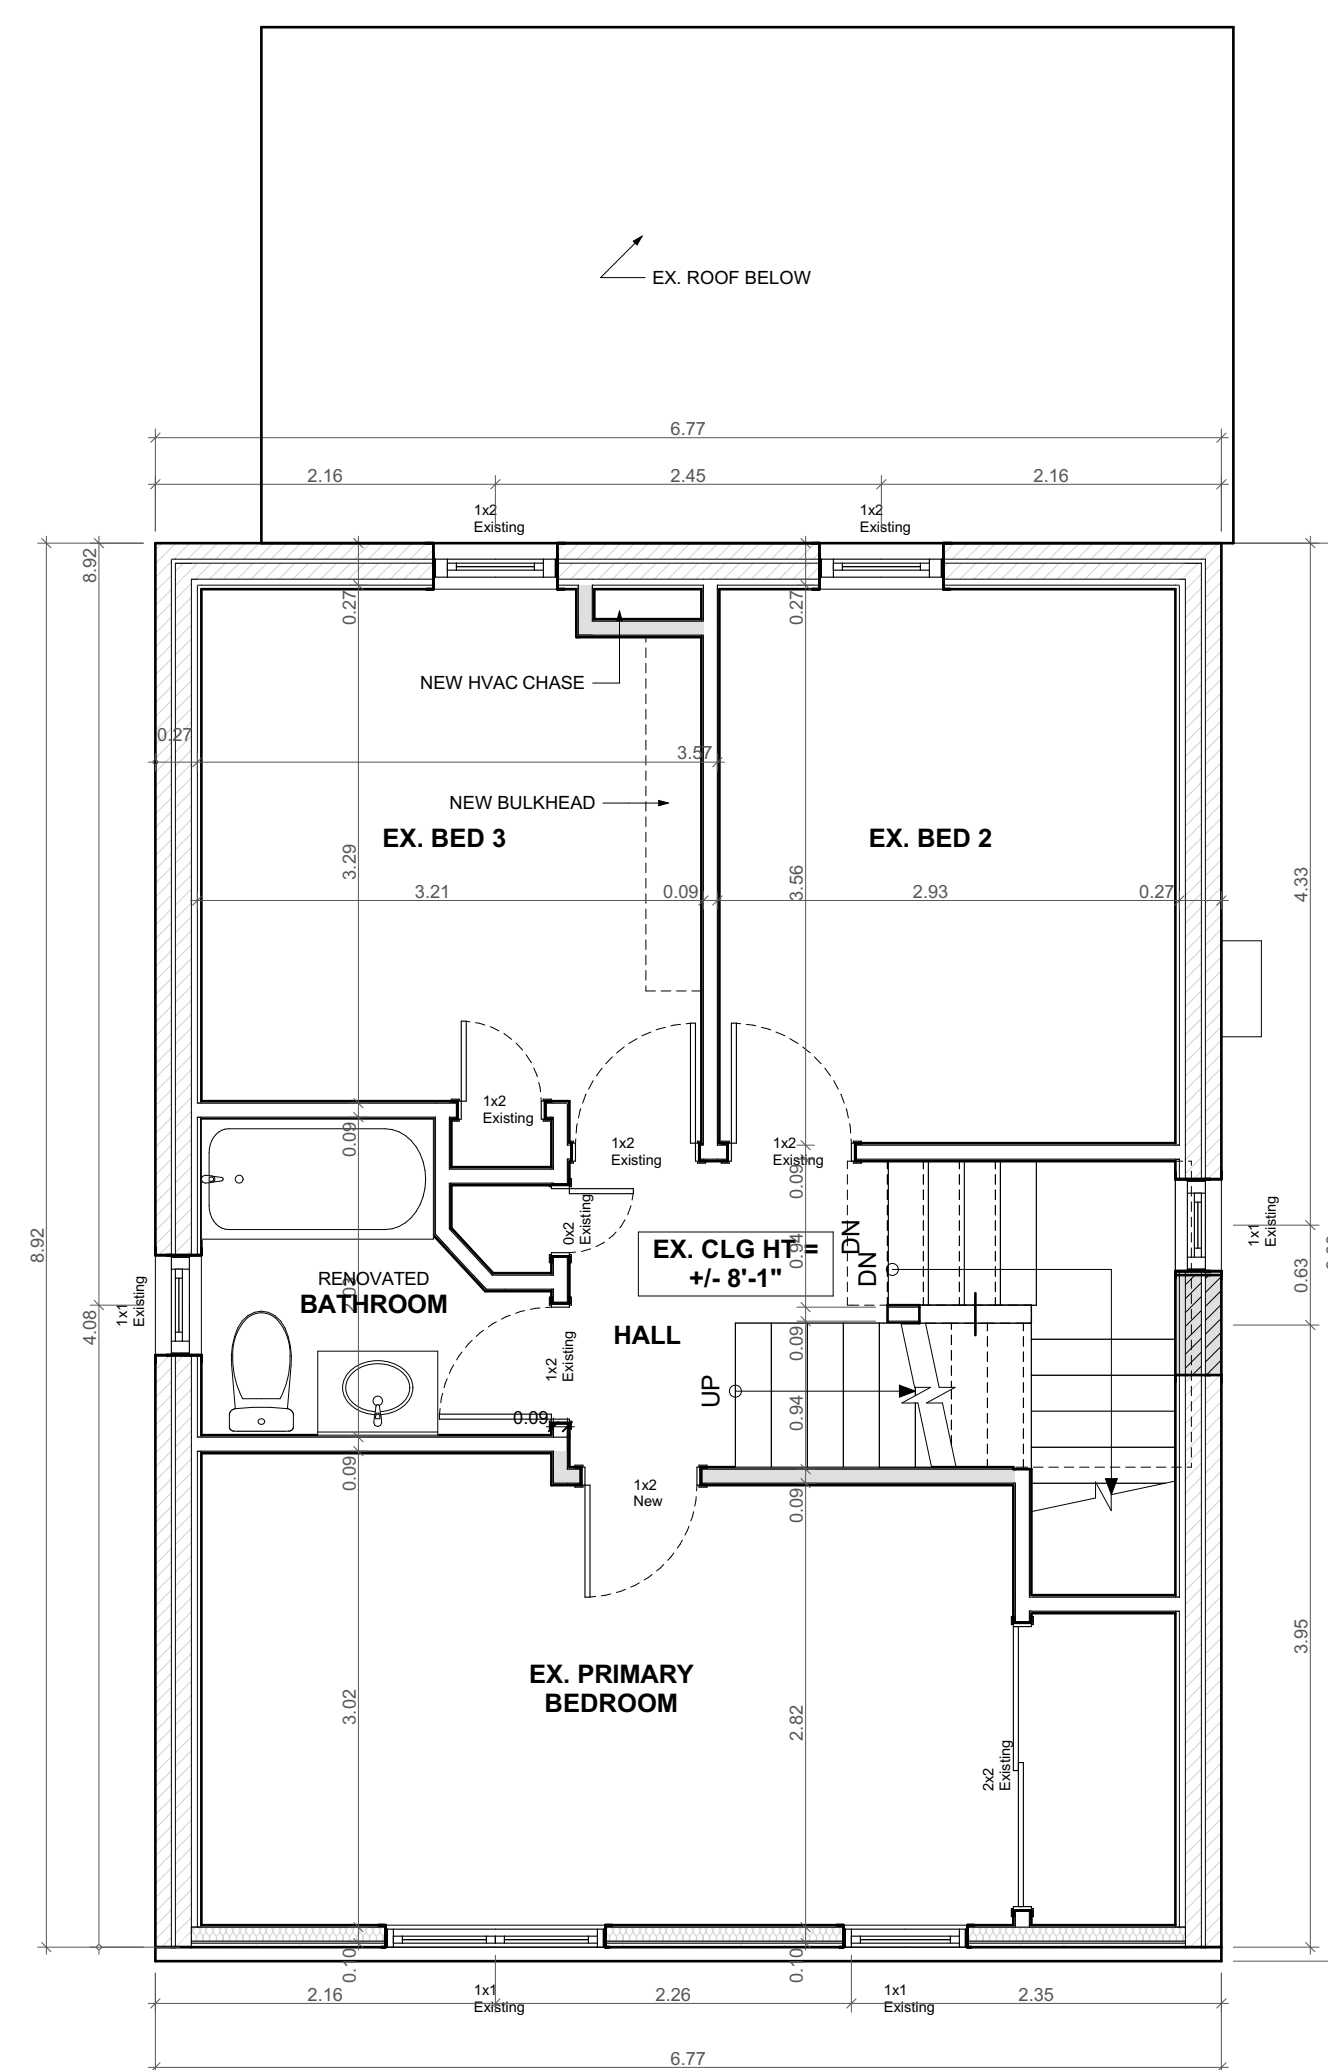 EX. ROOF BELOW
6.77
2.16
2.45
2.16
1x2
Existing
1x2
Existing
8.92
0.27
0.27
NEW HVAC CHASE
0.27
3.57
NEW BULKHEAD
EX. BED 3
EX. BED 2
3.29
3.56
4.33
3.21
0.09
2.93
0.27
1x2
Existing
0.09
1x2
Existing
1x2
Existing
0.09
0x2
Existing
8.92
EX. CLG HT =
+/- 8'-1"
0.94
DN
DN
1x1
Existing
0.63
RENOVATED
BATHROOM
1x1
Existing
4.08
HALL
0.09
1x2
Existing
UP
0.94
0.09
0.09
1x2
New
0.09
3.95
EX. PRIMARY
BEDROOM
3.02
2.82
2x2
Existing
0.10
0.10
2.16
1x1
Existing
2.26
1x1
Existing
2.35
6.77